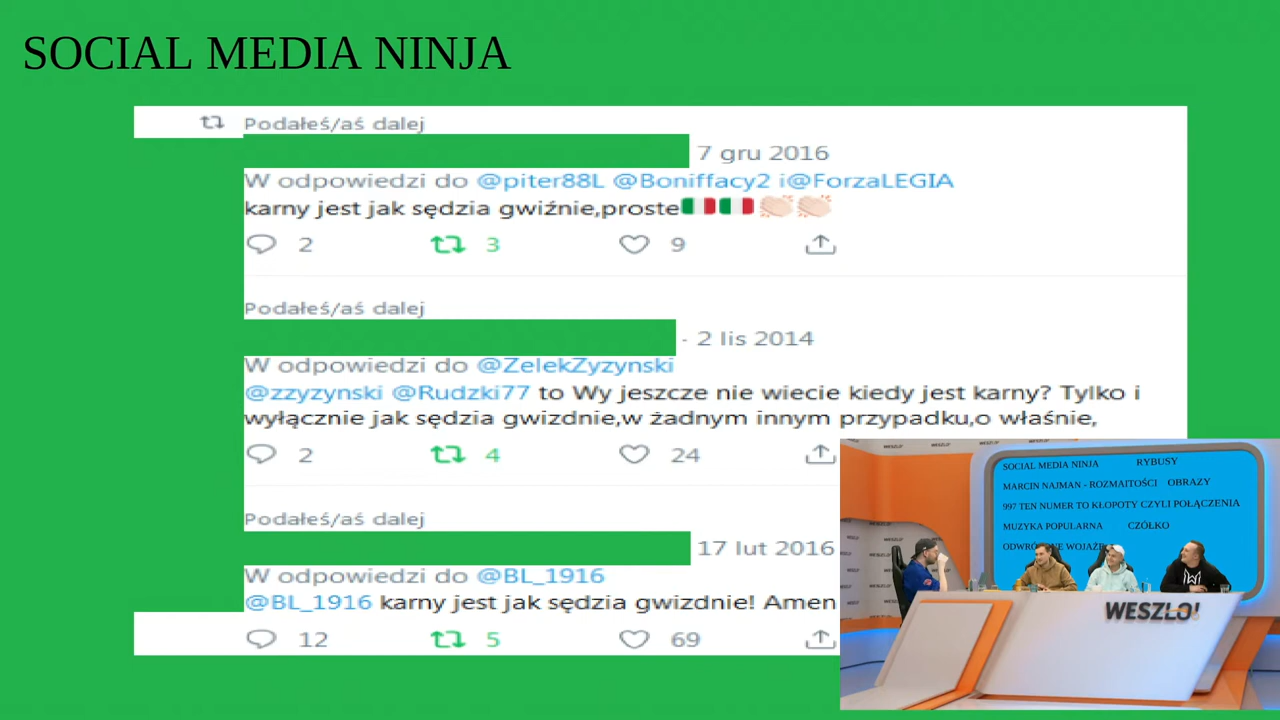 SOCIAL MEDIA NINJA
Podałeś/aś dalej
7 gru 2016
W odpowiedzi do @piter88L @Boniffacy2 i@ForzaLEGIA
karny jest jak sędzia gwiźnie,proste🇮🇹🇮🇹👏🏻👏🏻
2 3 9
Podałeś/aś dalej
· 2 lis 2014
W odpowiedzi do @ZelekZyzynski
@zzyzynski @Rudzki77 to Wy jeszcze nie wiecie kiedy jest karny? Tylko i
wyłącznie jak sędzia gwizdnie,w żadnym innym przypadku,o właśnie,
2 4 24
Podałeś/aś dalej
17 lut 2016
W odpowiedzi do @BL_1916
@BL_1916 karny jest jak sędzia gwizdnie! Amen
12 5 69
SOCIAL MEDIA NINJA RYBUSY
MARCIN NAJMAN - ROZMAITOŚCI OBRAZY
997 TEN NUMER TO KŁOPOTY CZYLI POŁĄCZENIA
MUZYKA POPULARNA CZÓŁKO
WESZŁO!